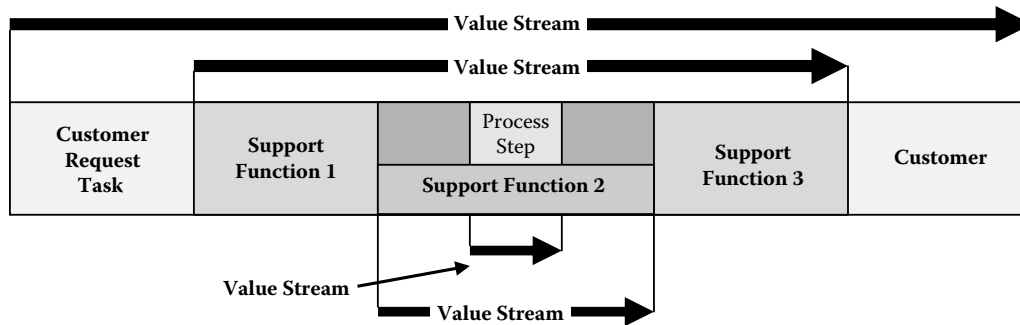 Value Stream
Value Stream
Customer
Request
Task
Support
Function 1
Process
Step
Support Function 2
Support
Function 3
Customer
Value Stream
Value Stream